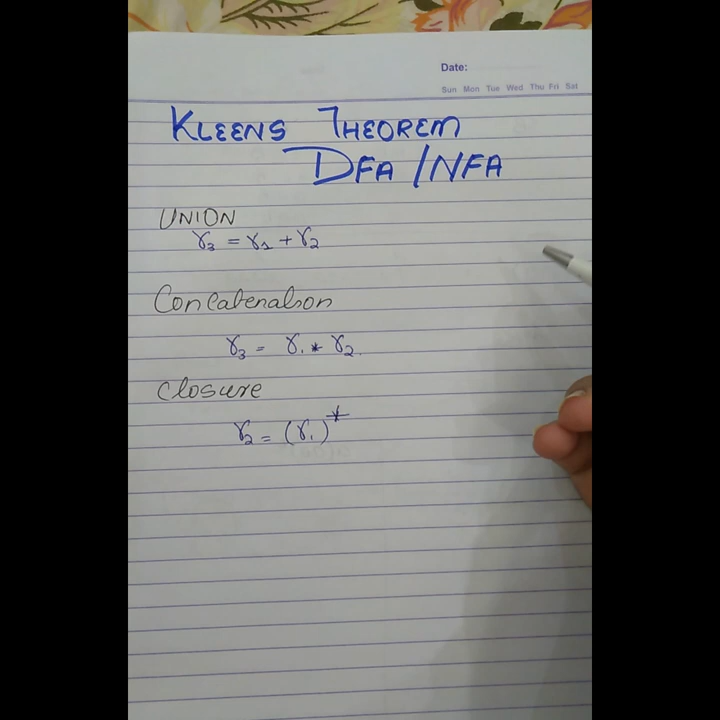 Date:
Sun Mon Tue Wed Thu Fri Sat
KLEENS THEOREM
DFA / NFA
UNION
r₃ = r₁ + r₂
Concatenation
r₃ = r₁ * r₂
Closure
r₂ = (r₁)*